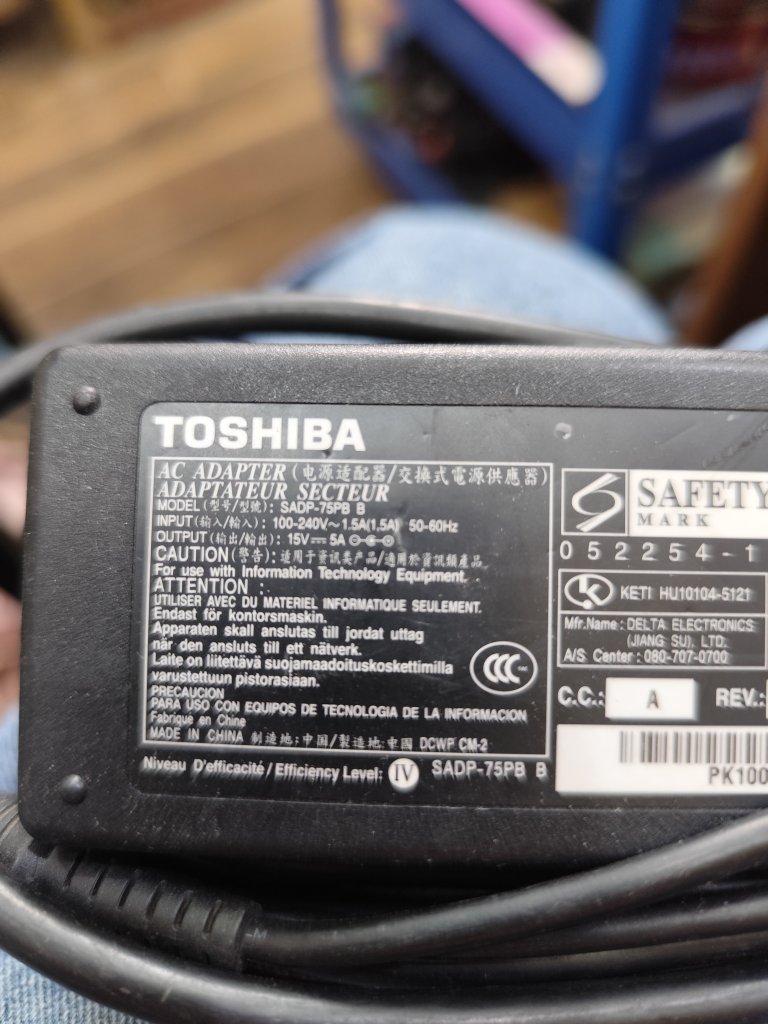 TOSHIBA
AC ADAPTER (电源适配器/交換式電源供應器)
ADAPTATEUR SECTEUR
MODEL (型号/型號): SADP-75PB B
INPUT (输入/輸入): 100-240V～1.5A(1.5A) 50-60Hz
OUTPUT (输出/輸出): 15V⎓5A
CAUTION (警告): 适用于资讯类产品/適用於資訊類產品
For use with Information Technology Equipment.
ATTENTION :
UTILISER AVEC DU MATERIEL INFORMATIQUE SEULEMENT.
Endast för kontorsmaskin.
Apparaten skall anslutas till jordat uttag
när den ansluts till ett nätverk.
Laite on liitettävä suojamaadoituskoskettimilla
varustettuun pistorasiaan.
PRECAUCION
PARA USO CON EQUIPOS DE TECNOLOGIA DE LA INFORMACION
Fabrique en Chine
MADE IN CHINA 制造地:中国/製造地:中國 DCWP CM-2
Niveau D'efficacité/Efficiency Level: IV SADP-75PB B
SAFETY
MARK
052254-1
KETI HU10104-5121
Mfr.Name : DELTA ELECTRONICS
(JIANG SU). LTD.
A/S Center : 080-707-0700
CCC
C.C.: A REV.:
PK100